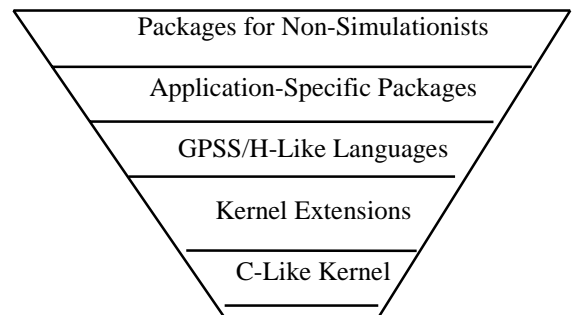 Packages for Non-Simulationists
Application-Specific Packages
GPSS/H-Like Languages
Kernel Extensions
C-Like Kernel